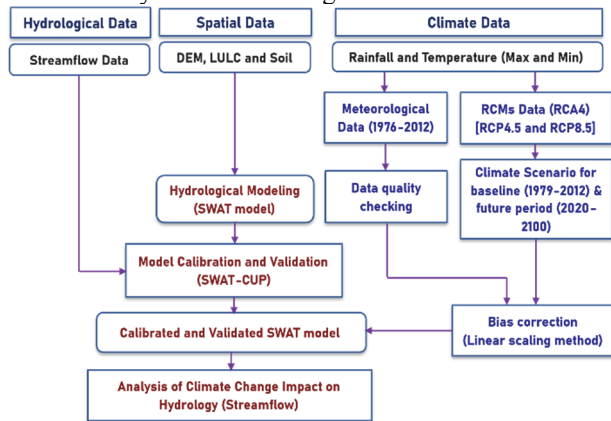 Hydrological Data
Spatial Data
Climate Data
Streamflow Data
DEM, LULC and Soil
Rainfall and Temperature (Max and Min)
Meteorological
Data (1976-2012)
RCMs Data (RCA4)
[RCP4.5 and RCP8.5]
Hydrological Modeling
(SWAT model)
Data quality
checking
Climate Scenario for
baseline (1979-2012) &
future period (2020-
2100)
Model Calibration and Validation
(SWAT-CUP)
Calibrated and Validated SWAT model
Bias correction
(Linear scaling method)
Analysis of Climate Change Impact on
Hydrology (Streamflow)